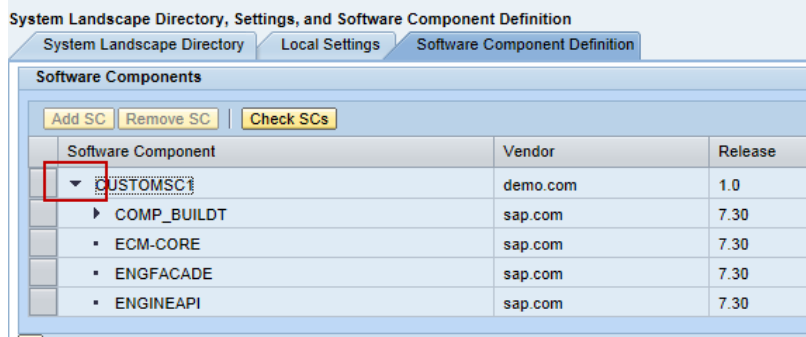 System Landscape Directory, Settings, and Software Component Definition
System Landscape Directory Local Settings Software Component Definition
Software Components
Add SC Remove SC Check SCs
Software Component Vendor Release
CUSTOMSC1 demo.com 1.0
COMP_BUILDT sap.com 7.30
ECM-CORE sap.com 7.30
ENGFACADE sap.com 7.30
ENGINEAPI sap.com 7.30